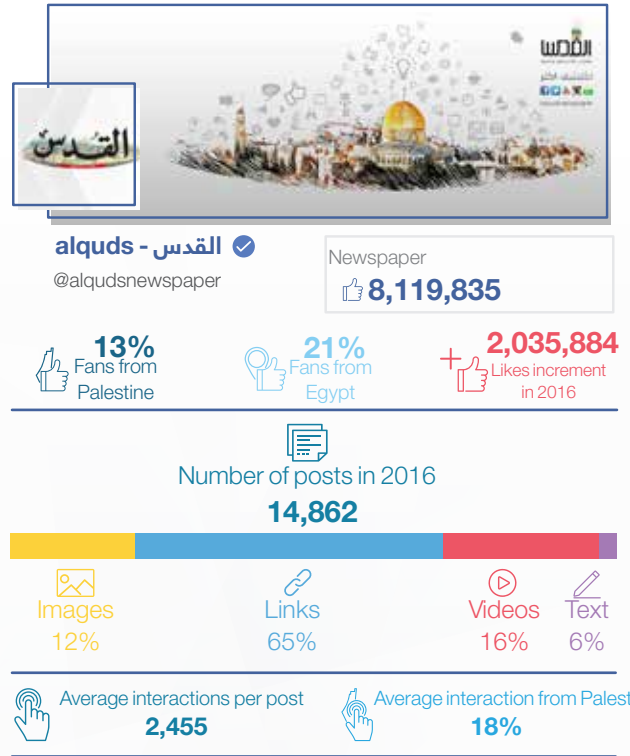 القدس
القدس
alquds - القدس
@alqudsnewspaper
Newspaper
8,119,835
13%
Fans from
Palestine
21%
Fans from
Egypt
2,035,884
Likes increment
in 2016
Number of posts in 2016
14,862
Images
12%
Links
65%
Videos
16%
Text
6%
Average interactions per post
2,455
Average interaction from Palest
18%